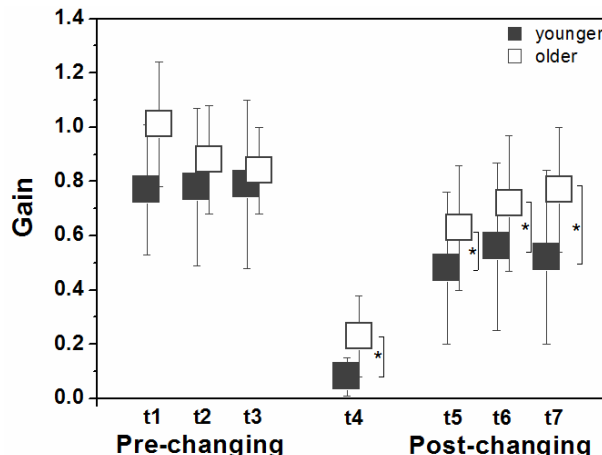 1.4
younger
older
1.2
1.0
0.8
0.6
0.4
0.2
0.0
Gain
*
*
*
*
t1 t2 t3 t4 t5 t6 t7
Pre-changing Post-changing